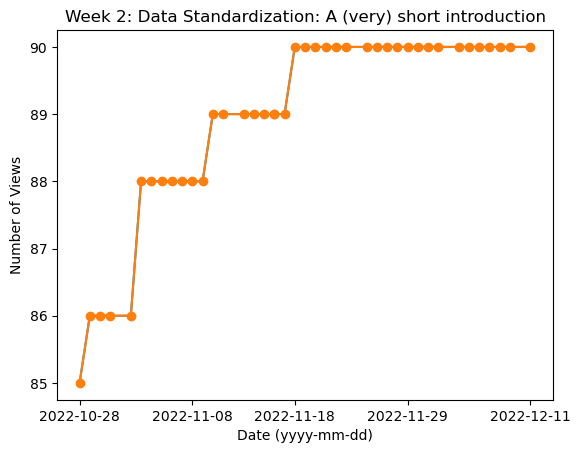 Week 2: Data Standardization: A (very) short introduction
90
89
88
87
86
85
Number of Views
2022-10-28 2022-11-08 2022-11-18 2022-11-29 2022-12-11
Date (yyyy-mm-dd)